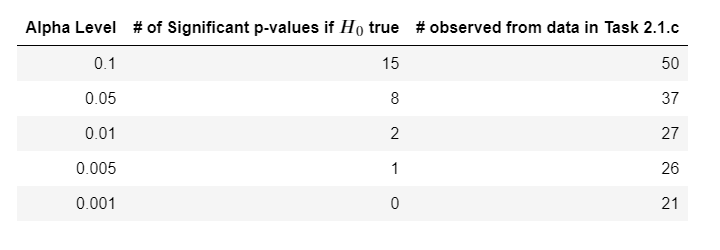 Alpha Level # of Significant p-values if H₀ true # observed from data in Task 2.1.c
0.1 15 50
0.05 8 37
0.01 2 27
0.005 1 26
0.001 0 21